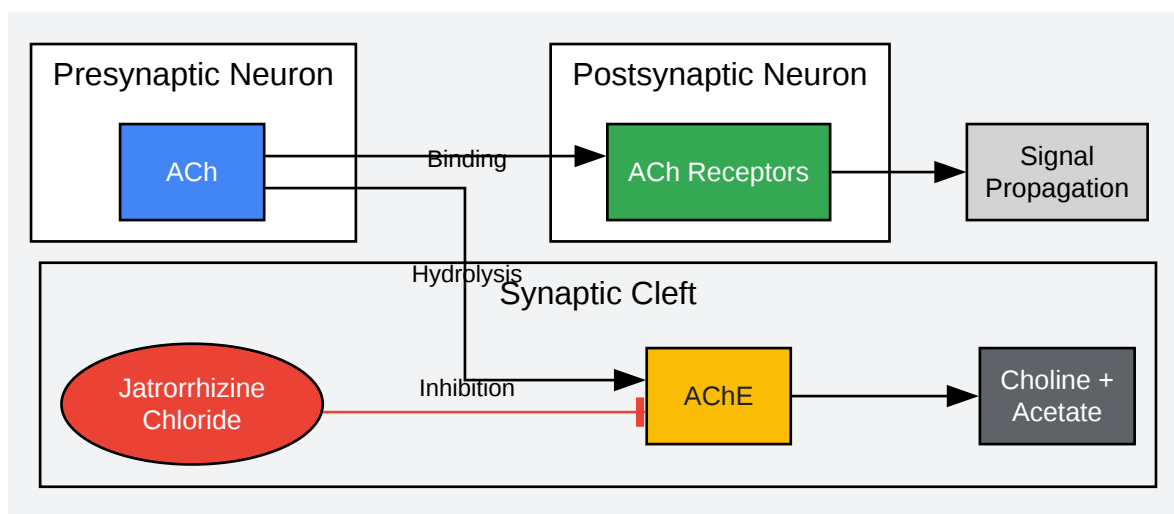 Presynaptic Neuron
Postsynaptic Neuron
ACh
Binding
ACh Receptors
Signal
Propagation
Hydrolysis
Synaptic Cleft
Jatrorrhizine
Chloride
Inhibition
AChE
Choline +
Acetate